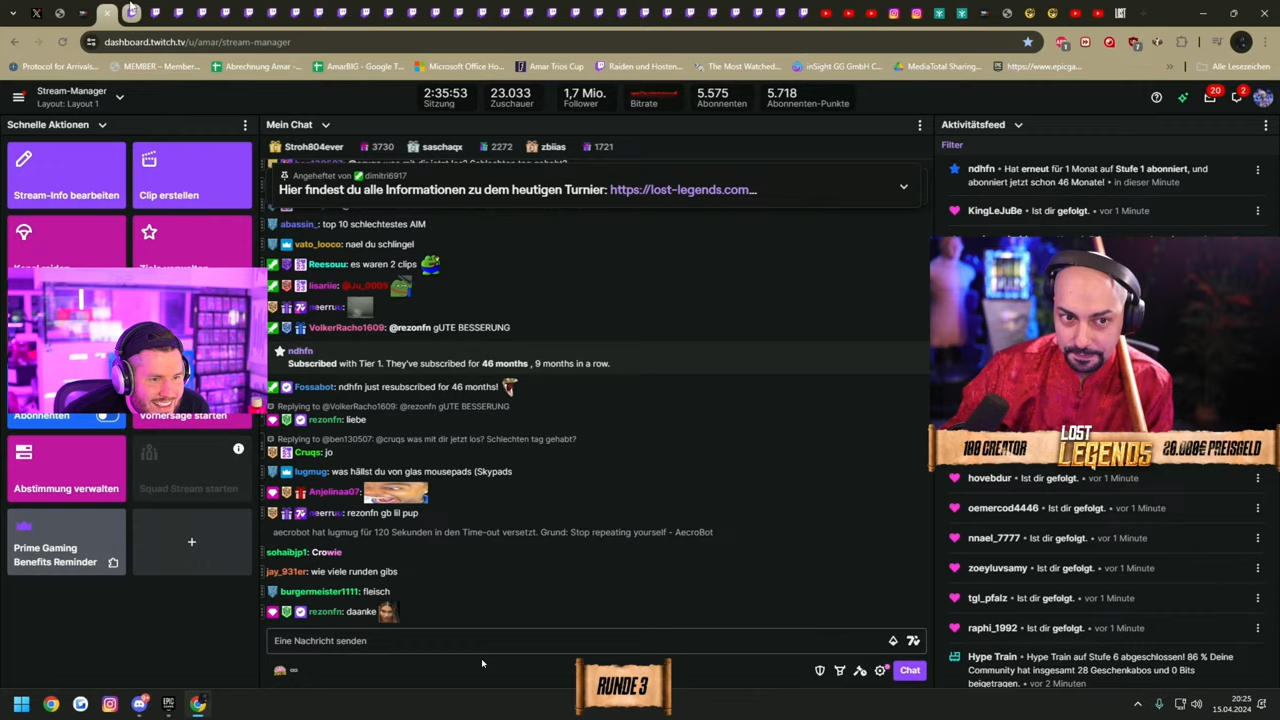 dashboard.twitch.tv/u/amar/stream-manager
Protocol for Arrivals...
MEMBER – Member...
Abrechnung Amar -...
AmarBIG - Google T...
Microsoft Office Ho...
Amar Trios Cup
Raiden und Hosten...
The Most Watched...
inSight GG GmbH C...
MediaTotal Sharing...
https://www.epicga...
Alle Lesezeichen
Stream-Manager
Layout: Layout 1
2:35:53
Sitzung
23.033
Zuschauer
1,7 Mio.
Follower
Bitrate
5.575
Abonnenten
5.718
Abonnenten-Punkte
20
2
Schnelle Aktionen
Stream-Info bearbeiten
Clip erstellen
Abonnenten
Vorhersage starten
Abstimmung verwalten
Squad Stream starten
Prime Gaming
Benefits Reminder
Mein Chat
Stroh804ever 3730 saschaqx 2272 zbiias 1721
Angeheftet von dimitri6917
Hier findest du alle Informationen zu dem heutigen Turnier: https://lost-legends.com...
abassin_: top 10 schlechtestes AIM
vato_looco: nael du schlingel
Reesouu: es waren 2 clips
lisariie: @Ju_0009
neerruu:
VolkerRacho1609: @rezonfn gUTE BESSERUNG
ndhfn
Subscribed with Tier 1. They've subscribed for 46 months , 9 months in a row.
Fossabot: ndhfn just resubscribed for 46 months!
Replying to @VolkerRacho1609: @rezonfn gUTE BESSERUNG
rezonfn: liebe
Replying to @ben130507: @cruqs was mit dir jetzt los? Schlechten tag gehabt?
Cruqs: jo
lugmug: was hällst du von glas mousepads (Skypads
Anjelinaa07:
neerruu: rezonfn gb lil pup
aecrobot hat lugmug für 120 Sekunden in den Time-out versetzt. Grund: Stop repeating yourself - AecroBot
sohaibjp1: Crowie
jay_931er: wie viele runden gibs
burgermeister1111: fleisch
rezonfn: daanke
Eine Nachricht senden
Chat
Aktivitätsfeed
Filter
ndhfn • Hat erneut für 1 Monat auf Stufe 1 abonniert, und
abonniert jetzt schon 46 Monate! • in dieser Minute
KingLeJuBe • Ist dir gefolgt. • vor 1 Minute
100 CREATOR
LOST
LEGENDS
20.000€ PREISGELD
hovebdur • Ist dir gefolgt. • vor 1 Minute
oemercod4446 • Ist dir gefolgt. • vor 1 Minute
nnael_7777 • Ist dir gefolgt. • vor 1 Minute
zoeyluvsamy • Ist dir gefolgt. • vor 1 Minute
tgl_pfalz • Ist dir gefolgt. • vor 1 Minute
raphi_1992 • Ist dir gefolgt. • vor 1 Minute
Hype Train • Hype Train auf Stufe 6 abgeschlossen! 86 % Deine
Community hat insgesamt 28 Geschenkabos und 0 Bits
beigetragen. • vor 2 Minuten
RUNDE 3
20:25
15.04.2024